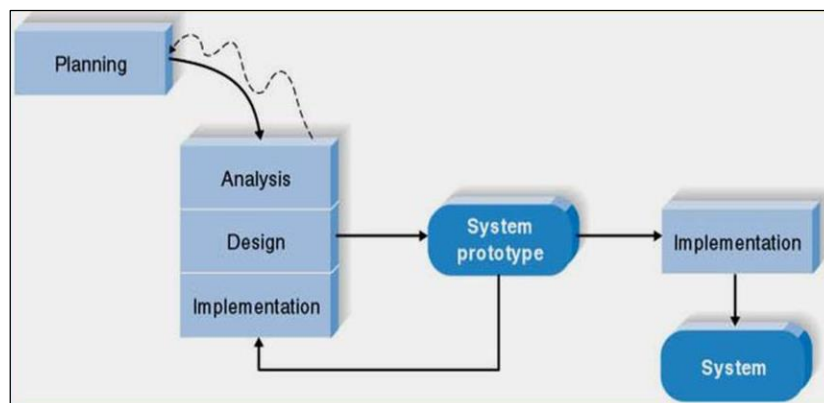 Planning
Analysis
Design
Implementation
System
prototype
Implementation
System